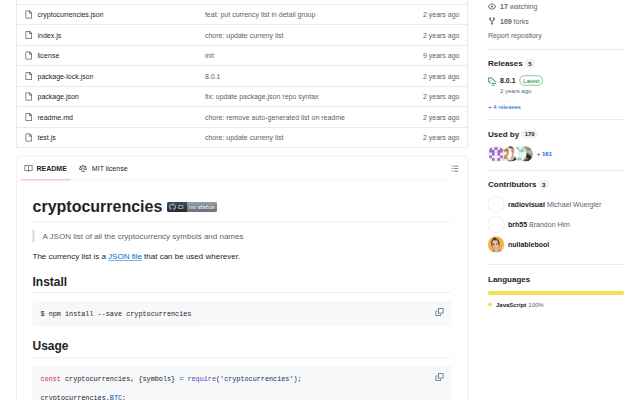 cryptocurrencies.json feat: put currency list in detail group 2 years ago
index.js chore: update curreny list 2 years ago
license init 9 years ago
package-lock.json 8.0.1 2 years ago
package.json fix: update package.json repo syntax 2 years ago
readme.md chore: remove auto-generated list on readme 2 years ago
test.js chore: update curreny list 2 years ago
README MIT license
cryptocurrencies CI no status
A JSON list of all the cryptocurrency symbols and names.
The currency list is a JSON file that can be used wherever.
Install
$ npm install --save cryptocurrencies
Usage
const cryptocurrencies, {symbols} = require('cryptocurrencies');
cryptocurrencies.BTC;
17 watching
109 forks
Report repository
Releases 5
8.0.1 Latest
2 years ago
+ 4 releases
Used by 170
+ 161
Contributors 3
radiovisual Michael Wuergler
brh55 Brandon Him
nullablebool
Languages
JavaScript 100%